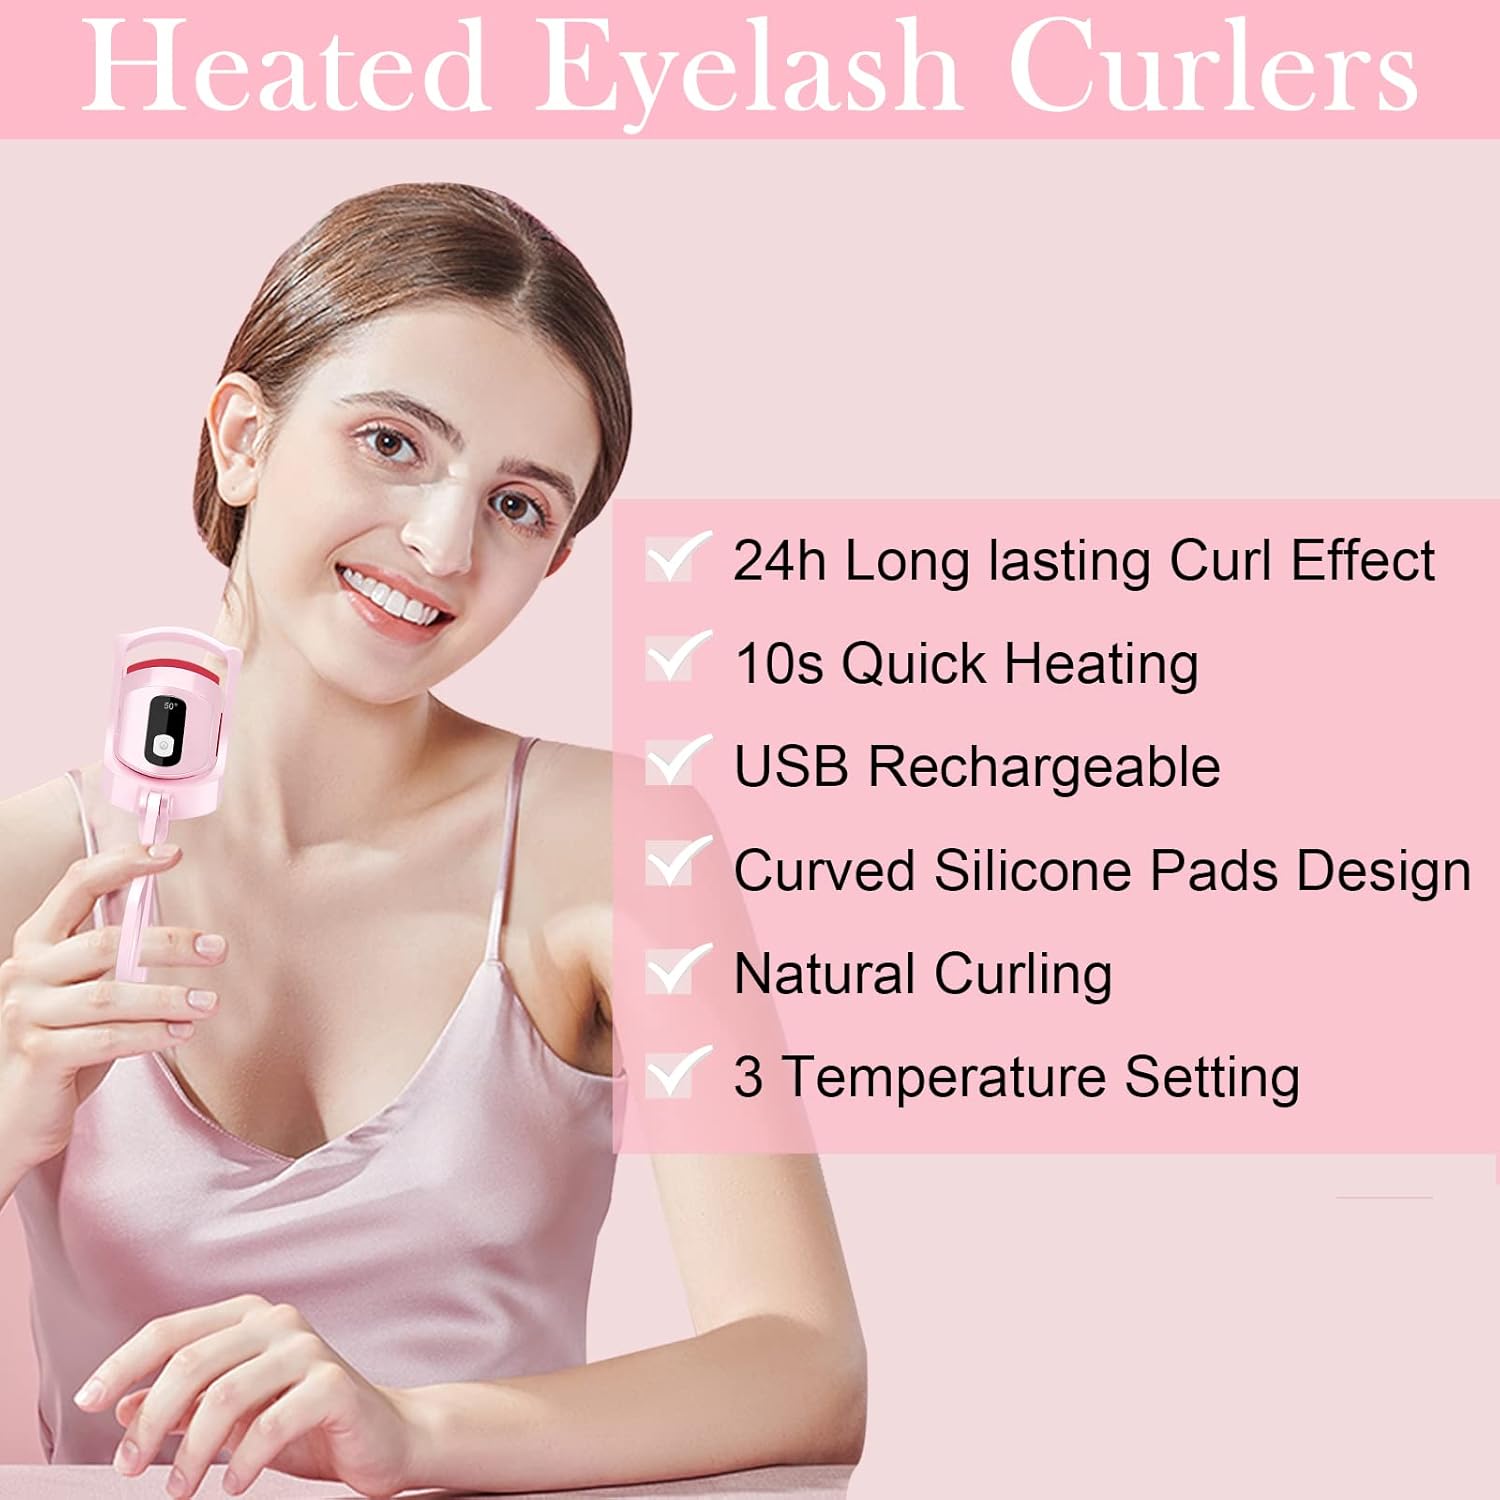 Heated Eyelash Curlers
24h Long lasting Curl Effect
10s Quick Heating
USB Rechargeable
Curved Silicone Pads Design
Natural Curling
3 Temperature Setting
50°